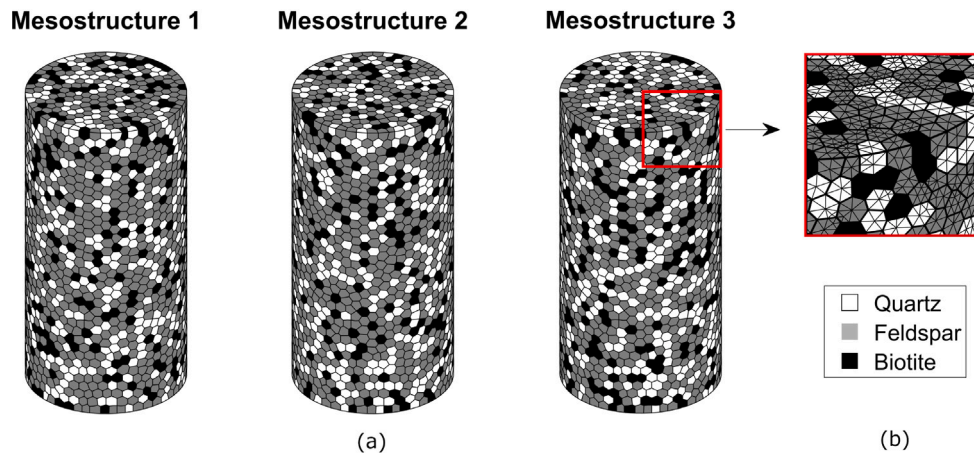 Mesostructure 1
Mesostructure 2
Mesostructure 3
Quartz
Feldspar
Biotite
(a)
(b)